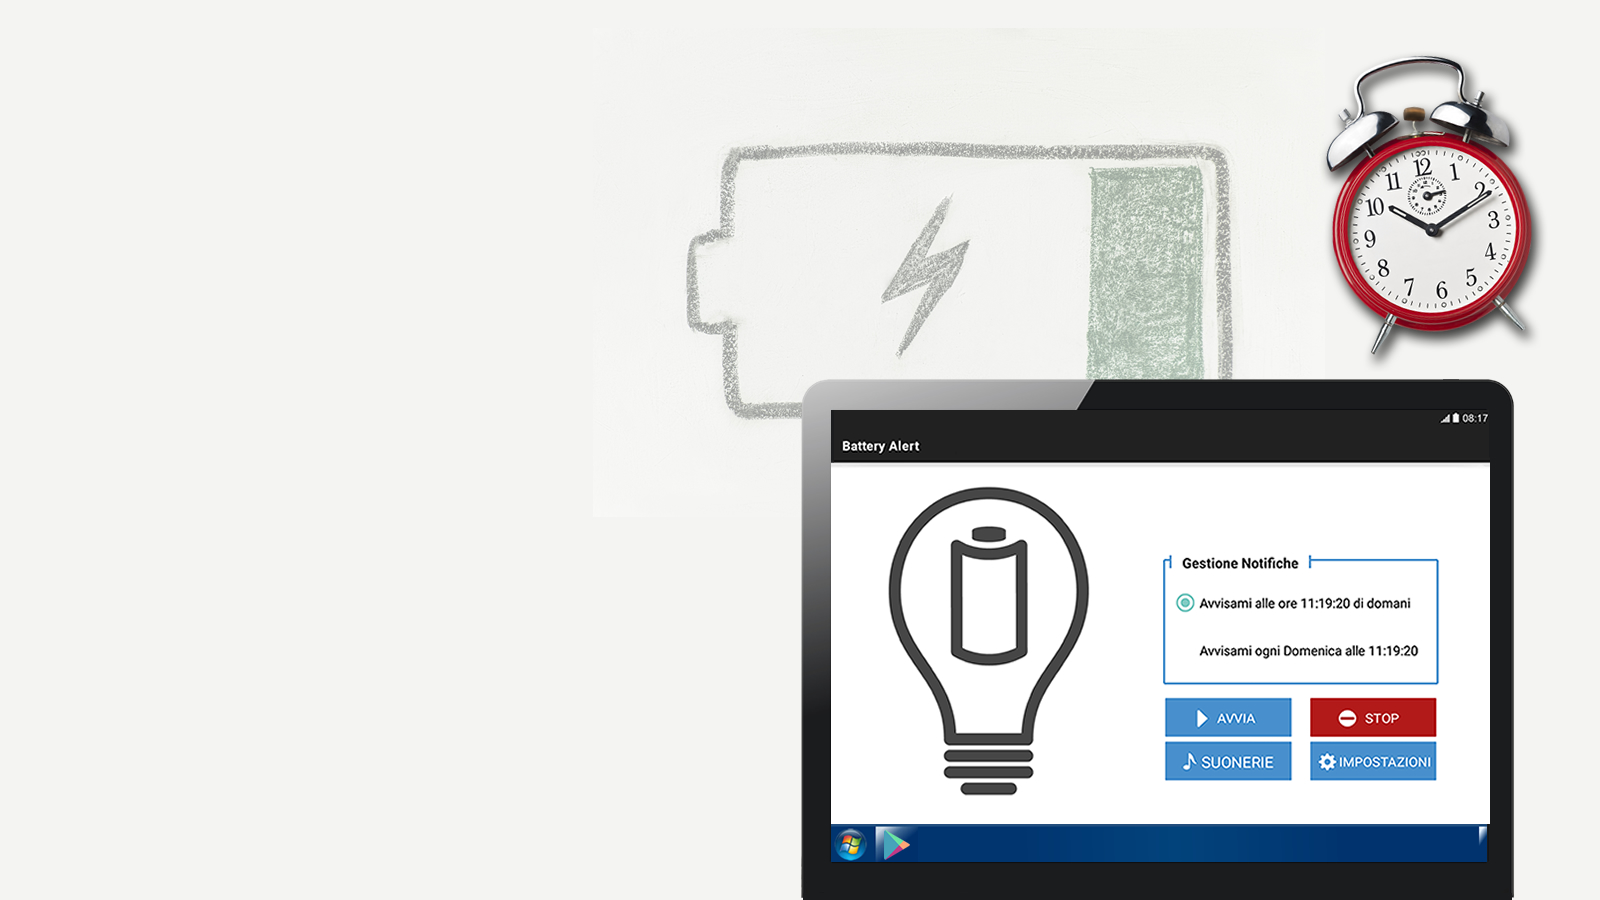 12
1
2
3
4
5
6
7
8
9
10
11
08:17
Battery Alert
Gestione Notifiche
Avvisami alle ore 11:19:20 di domani
Avvisami ogni Domenica alle 11:19:20
AVVIA
STOP
SUONERIE
IMPOSTAZIONI